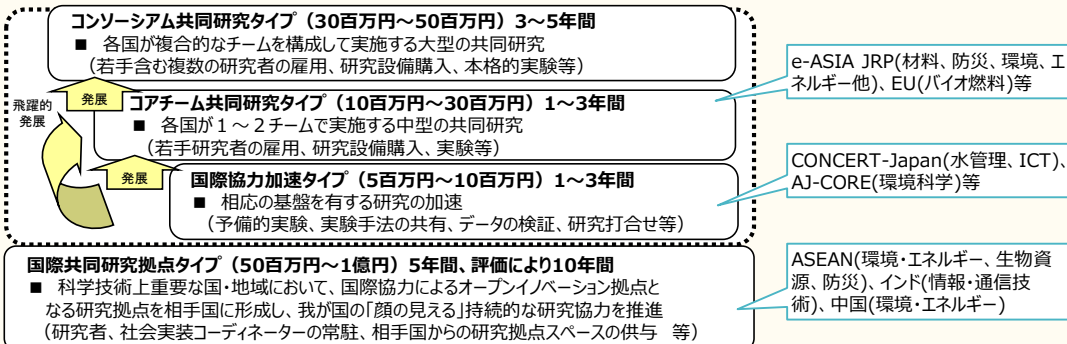 コンソーシアム共同研究タイプ（30百万円～50百万円）3～5年間
■ 各国が複合的なチームを構成して実施する大型の共同研究
（若手含む複数の研究者の雇用、研究設備購入、本格的実験等）
飛躍的
発展
発展
コアチーム共同研究タイプ（10百万円～30百万円）1～3年間
■ 各国が１～２チームで実施する中型の共同研究
（若手研究者の雇用、研究設備購入、実験等）
発展
国際協力加速タイプ（5百万円～10百万円）1～3年間
■ 相応の基盤を有する研究の加速
（予備的実験、実験手法の共有、データの検証、研究打合せ等）
国際共同研究拠点タイプ（50百万円～1億円）5年間、評価により10年間
■ 科学技術上重要な国・地域において、国際協力によるオープンイノベーション拠点と
なる研究拠点を相手国に形成し、我が国の「顔の見える」持続的な研究協力を推進
（研究者、社会実装コーディネーターの常駐、相手国からの研究拠点スペースの供与 等）
e-ASIA JRP(材料、防災、環境、エ
ネルギー他)、EU(バイオ燃料)等
CONCERT-Japan(水管理、ICT)、
AJ-CORE(環境科学)等
ASEAN(環境・エネルギー、生物資
源、防災)、インド(情報・通信技
術)、中国(環境・エネルギー)